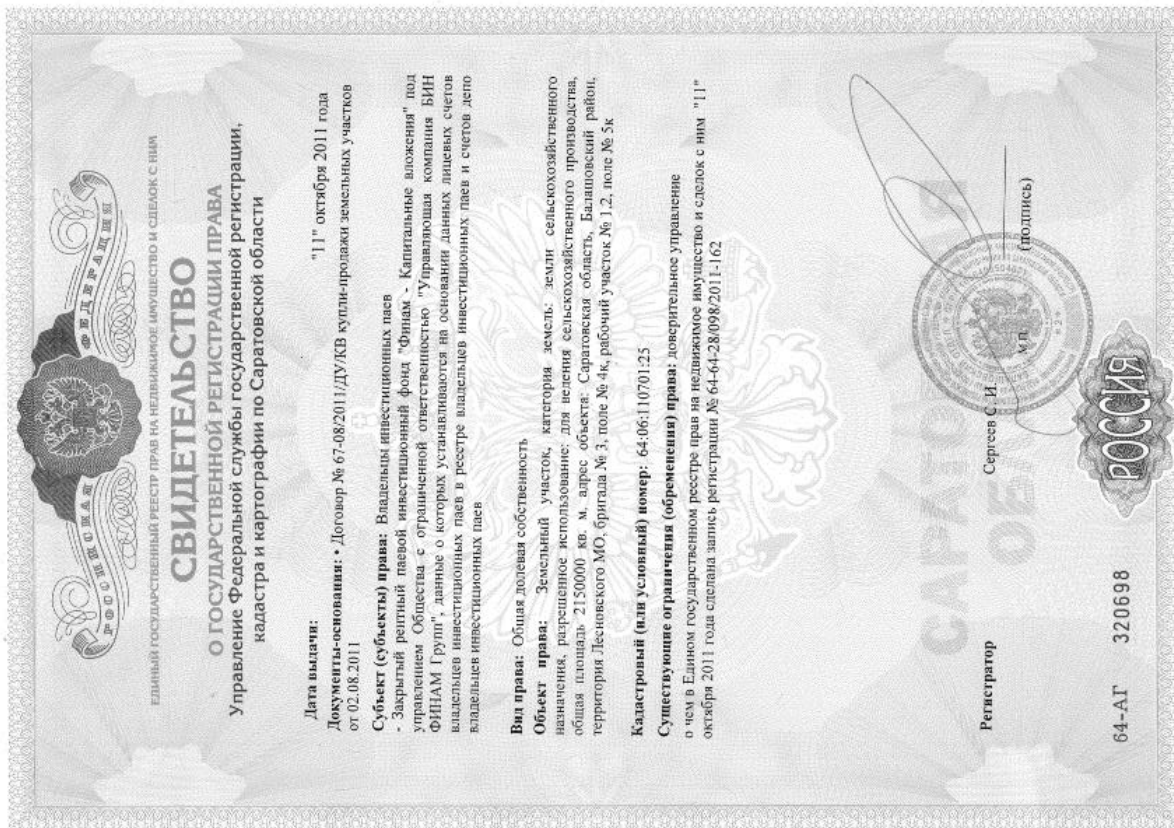 РОССИЙСКАЯ ФЕДЕРАЦИЯ
ЕДИНЫЙ ГОСУДАРСТВЕННЫЙ РЕЕСТР ПРАВ НА НЕДВИЖИМОЕ ИМУЩЕСТВО И СДЕЛОК С НИМ
СВИДЕТЕЛЬСТВО
О ГОСУДАРСТВЕННОЙ РЕГИСТРАЦИИ ПРАВА
Управление Федеральной службы государственной регистрации,
кадастра и картографии по Саратовской области
Дата выдачи: "11" октября 2011 года
Документы-основания: • Договор № 67-08/2011/ДУ/КВ купли-продажи земельных участков
от 02.08.2011
Субъект (субъекты) права: Владельцы инвестиционных паев
- Закрытый рентный паевой инвестиционный фонд "Финам - Капитальные вложения" под
управлением Общества с ограниченной ответственностью "Управляющая компания БИН
ФИНАМ Групп", данные о которых устанавливаются на основании данных лицевых счетов
владельцев инвестиционных паев в реестре владельцев инвестиционных паев и счетов депо
владельцев инвестиционных паев
Вид права: Общая долевая собственность
Объект права: Земельный участок, категория земель: земли сельскохозяйственного
назначения, разрешенное использование: для ведения сельскохозяйственного производства,
общая площадь 2150000 кв. м, адрес объекта: Саратовская область, Балашовский район,
территория Лесновского МО, бригада № 3, поле № 4к, рабочий участок № 1,2, поле № 5к
Кадастровый (или условный) номер: 64:06:110701:25
Существующие ограничения (обременения) права: доверительное управление
о чем в Едином государственном реестре прав на недвижимое имущество и сделок с ним "11"
октября 2011 года сделана запись регистрации № 64-64-28/098/2011-162
Регистратор Сергеев С. И.
м.п. (подпись)
64-АГ 320698
РОССИЯ